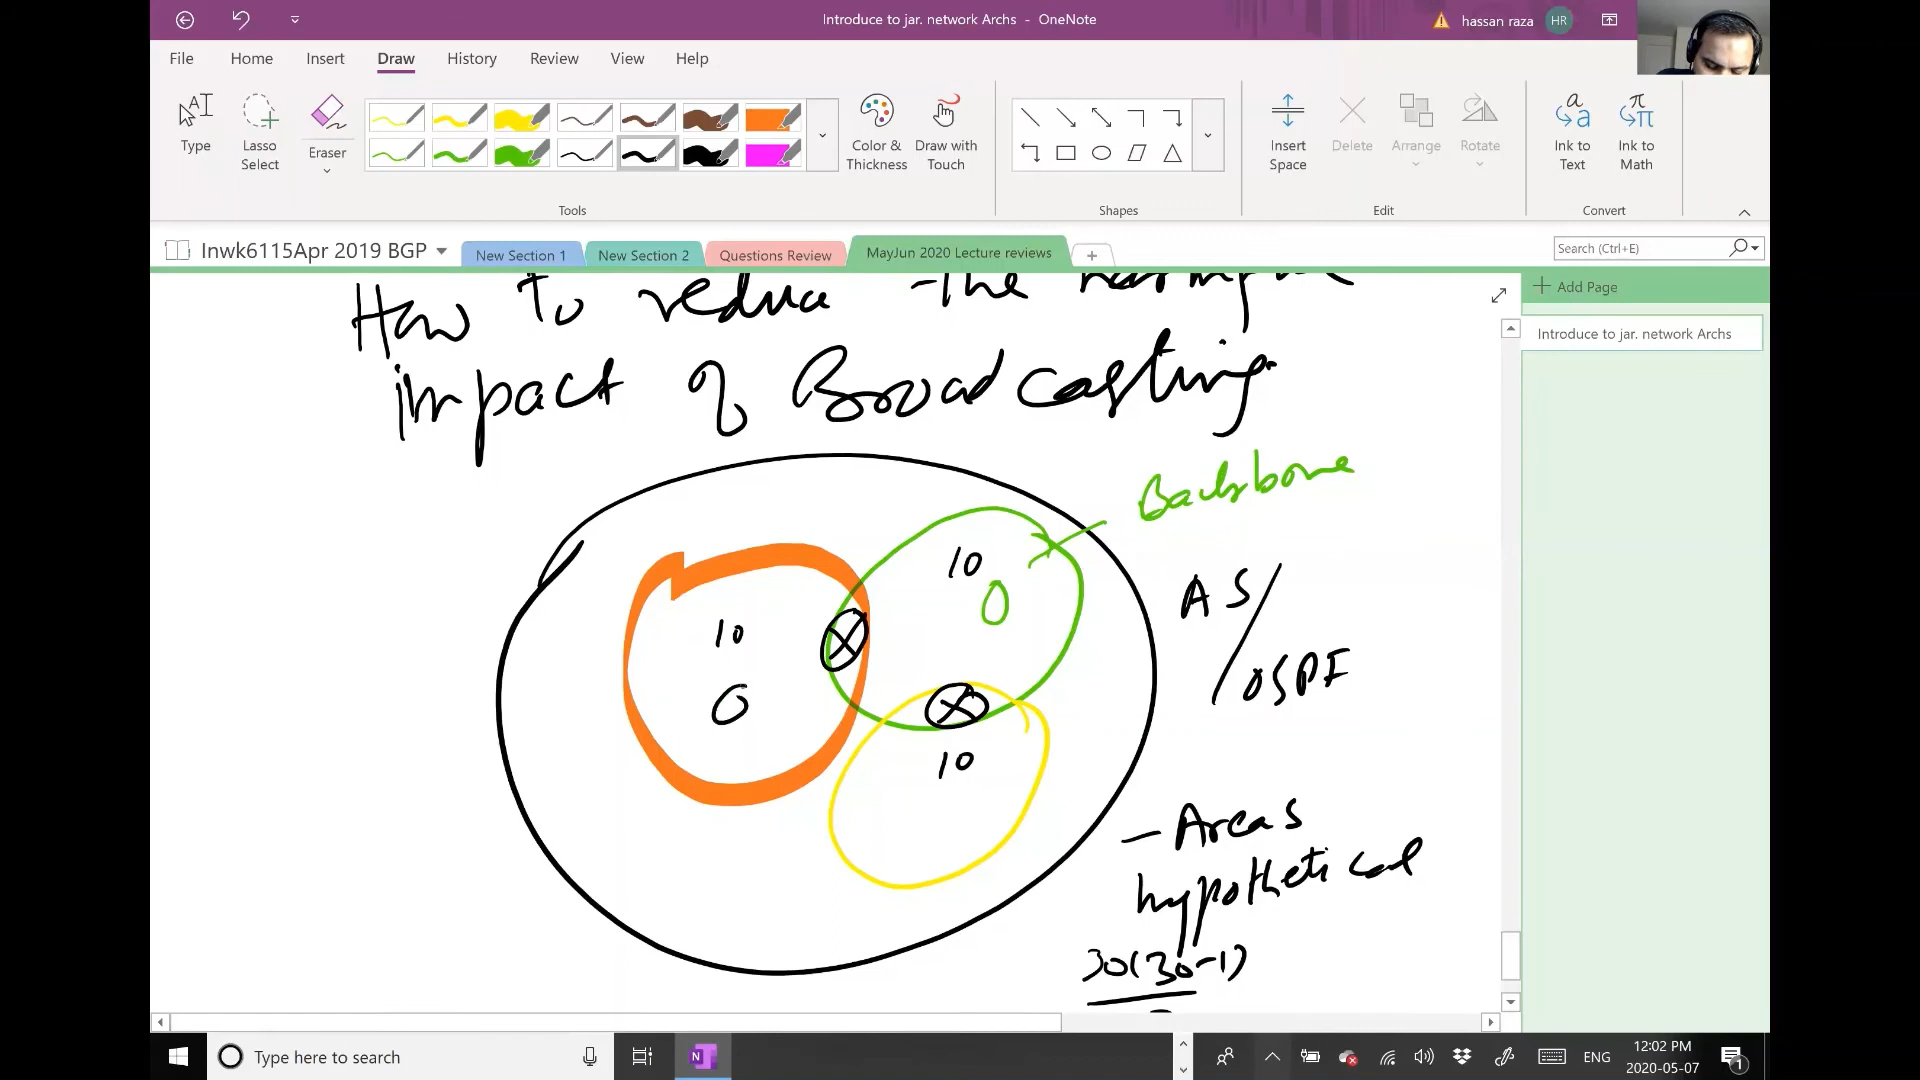 Introduce to jar. network Archs - OneNote
hassan raza HR
File Home Insert Draw History Review View Help
Type
Lasso Select
Eraser
Color & Thickness
Draw with Touch
Insert Space
Delete
Arrange
Rotate
Ink to Text
Ink to Math
Tools Shapes Edit Convert
Inwk6115Apr 2019 BGP
New Section 1
New Section 2
Questions Review
MayJun 2020 Lecture reviews
Search (Ctrl+E)
Add Page
Introduce to jar. network Archs
How to reduce the
impact of Broadcasting
Backbone
10
0
10
0
10
AS/
OSPF
- Areas
hypothetical
30(30-1)
Type here to search
N
ENG
12:02 PM
2020-05-07
1